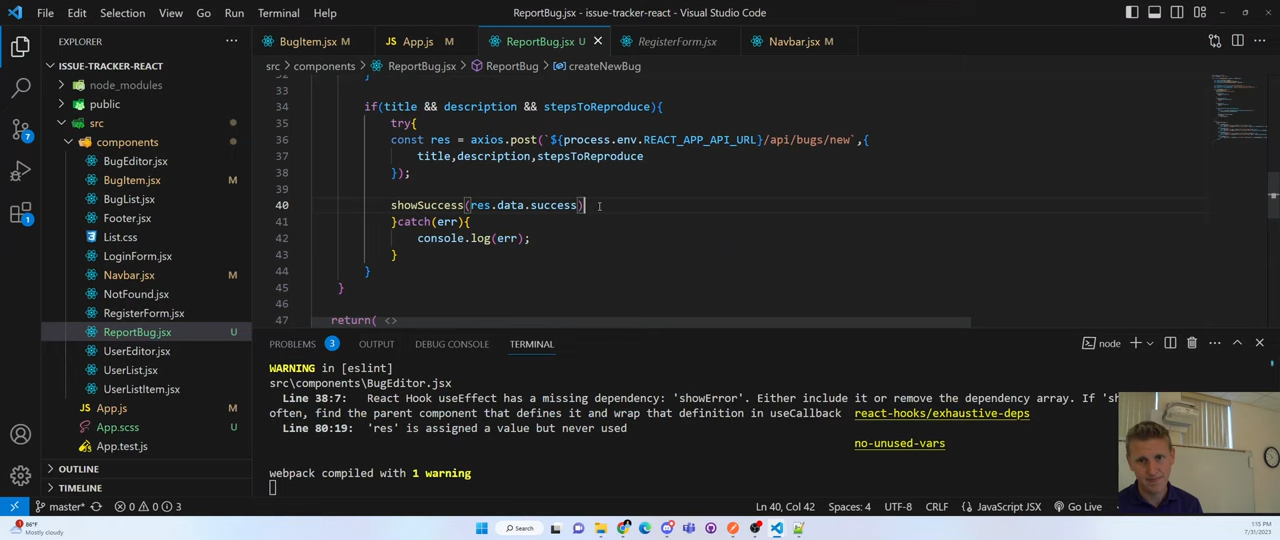 File Edit Selection View Go Run Terminal Help
ReportBug.jsx - issue-tracker-react - Visual Studio Code
EXPLORER
BugItem.jsx M
App.js M
ReportBug.jsx U
RegisterForm.jsx
Navbar.jsx M
src > components > ReportBug.jsx > ReportBug > createNewBug
ISSUE-TRACKER-REACT
node_modules
public
src
components
BugEditor.jsx
BugItem.jsx M
BugList.jsx
Footer.jsx
List.css
LoginForm.jsx
Navbar.jsx M
NotFound.jsx
RegisterForm.jsx
ReportBug.jsx U
UserEditor.jsx
UserList.jsx
UserListItem.jsx
App.js M
App.scss U
App.test.js
OUTLINE
TIMELINE
7
32 }
33
34 if(title && description && stepsToReproduce){
35 try{
36 const res = axios.post(`${process.env.REACT_APP_API_URL}/api/bugs/new`,{
37 title,description,stepsToReproduce
38 });
39
40 showSuccess(res.data.success)
41 }catch(err){
42 console.log(err);
43 }
44 }
45 }
46
47 return( <>
PROBLEMS 3 OUTPUT DEBUG CONSOLE TERMINAL
node
WARNING in [eslint]
src\components\BugEditor.jsx
Line 38:7: React Hook useEffect has a missing dependency: 'showError'. Either include it or remove the dependency array. If 'sh
often, find the parent component that defines it and wrap that definition in useCallback react-hooks/exhaustive-deps
Line 80:19: 'res' is assigned a value but never used
no-unused-vars
webpack compiled with 1 warning
master* 0 0 3
Ln 40, Col 42 Spaces: 4 UTF-8 CRLF JavaScript JSX Go Live
86°F
Mostly cloudy
Search
1:15 PM
7/31/2023